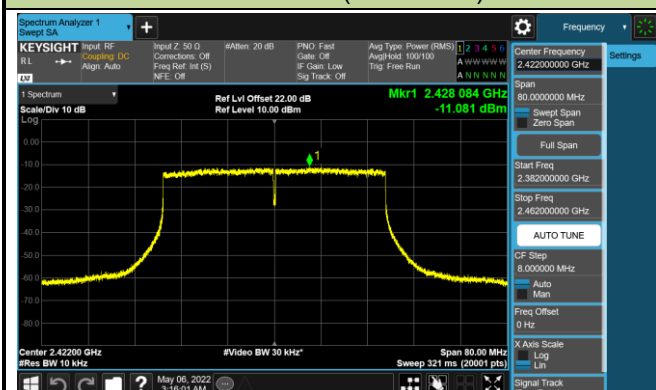 Spectrum Analyzer 1
Swept SA
Frequency
KEYSIGHT
Input: RF
Coupling: DC
Align: Auto
Input Z: 50 Ω
Corrections: Off
Freq Ref: Int (S)
NFE: Off
#Atten: 20 dB
PNO: Fast
Gate: Off
IF Gain: Low
Sig Track: Off
Avg Type: Power (RMS)
Avg|Hold: 100/100
Trig: Free Run
1 2 3 4 5 6
A W W W W W
A N N N N N
R L
LXI
1 Spectrum
Scale/Div 10 dB
Log
Ref Lvl Offset 22.00 dB
Ref Level 10.00 dBm
Mkr1 2.428 084 GHz
-11.081 dBm
1
0.00
-10.0
-20.0
-30.0
-40.0
-50.0
-60.0
-70.0
-80.0
Center 2.42200 GHz
#Res BW 10 kHz
#Video BW 30 kHz*
Span 80.00 MHz
Sweep 321 ms (20001 pts)
May 06, 2022
3:16:01 AM
Center Frequency
2.422000000 GHz
Settings
Span
80.0000000 MHz
Swept Span
Zero Span
Full Span
Start Freq
2.382000000 GHz
Stop Freq
2.462000000 GHz
AUTO TUNE
CF Step
8.000000 MHz
Auto
Man
Freq Offset
0 Hz
X Axis Scale
Log
Lin
Signal Track